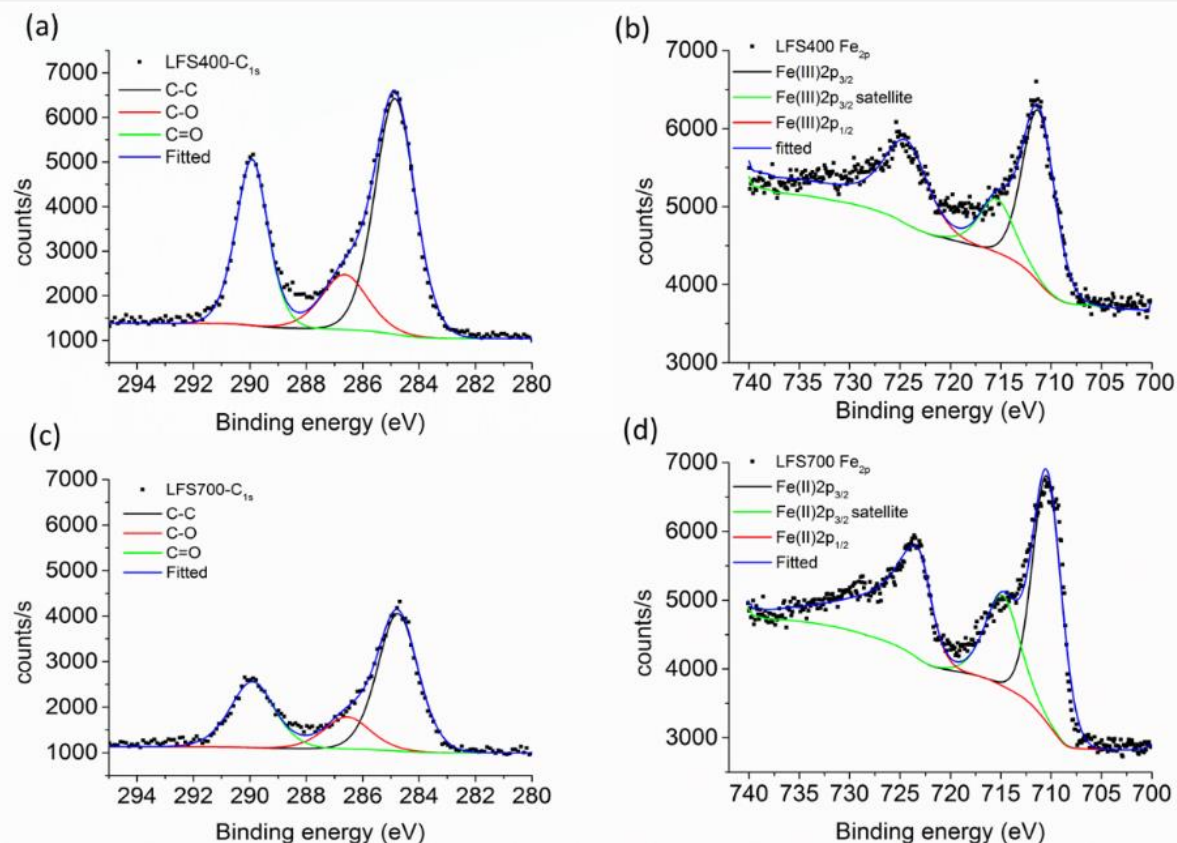 (a)
LFS400-C1s
C-C
C-O
C=O
Fitted
7000
6000
5000
4000
3000
2000
1000
counts/s
294 292 290 288 286 284 282 280
Binding energy (eV)
(b)
LFS400 Fe2p
Fe(III)2p3/2
Fe(III)2p3/2 satellite
Fe(III)2p1/2
fitted
7000
6000
5000
4000
3000
counts/s
740 735 730 725 720 715 710 705 700
Binding energy (eV)
(c)
LFS700-C1s
C-C
C-O
C=O
Fitted
7000
6000
5000
4000
3000
2000
1000
counts/s
294 292 290 288 286 284 282 280
Binding energy (eV)
(d)
LFS700 Fe2p
Fe(II)2p3/2
Fe(II)2p3/2 satellite
Fe(II)2p1/2
Fitted
7000
6000
5000
4000
3000
counts/s
740 735 730 725 720 715 710 705 700
Binding energy (eV)